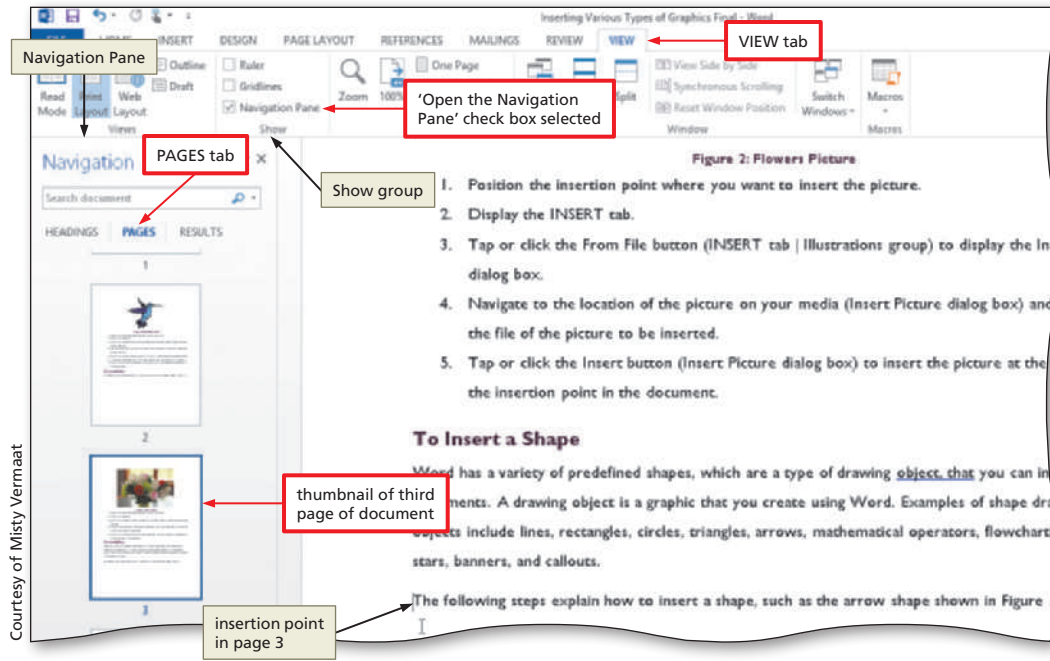 Inserting Various Types of Graphics Final - Word
HOME INSERT DESIGN PAGE LAYOUT REFERENCES MAILINGS REVIEW VIEW
VIEW tab
Navigation Pane
Outline
Draft
Read Mode
Print Layout
Web Layout
Views
Ruler
Gridlines
Navigation Pane
Show
Zoom
100%
One Page
Split
View Side by Side
Synchronous Scrolling
Reset Window Position
Window
Switch Windows
Macros
Macros
'Open the Navigation
Pane' check box selected
Navigation
PAGES tab
Show group
Search document
HEADINGS PAGES RESULTS
1
2
3
thumbnail of third
page of document
insertion point
in page 3
Figure 2: Flowers Picture
1. Position the insertion point where you want to insert the picture.
2. Display the INSERT tab.
3. Tap or click the From File button (INSERT tab | Illustrations group) to display the In
dialog box.
4. Navigate to the location of the picture on your media (Insert Picture dialog box) and
the file of the picture to be inserted.
5. Tap or click the Insert button (Insert Picture dialog box) to insert the picture at the
the insertion point in the document.
To Insert a Shape
Word has a variety of predefined shapes, which are a type of drawing object, that you can in
ments. A drawing object is a graphic that you create using Word. Examples of shape dra
objects include lines, rectangles, circles, triangles, arrows, mathematical operators, flowchart
stars, banners, and callouts.
The following steps explain how to insert a shape, such as the arrow shape shown in Figure
Courtesy of Misty Vermaat